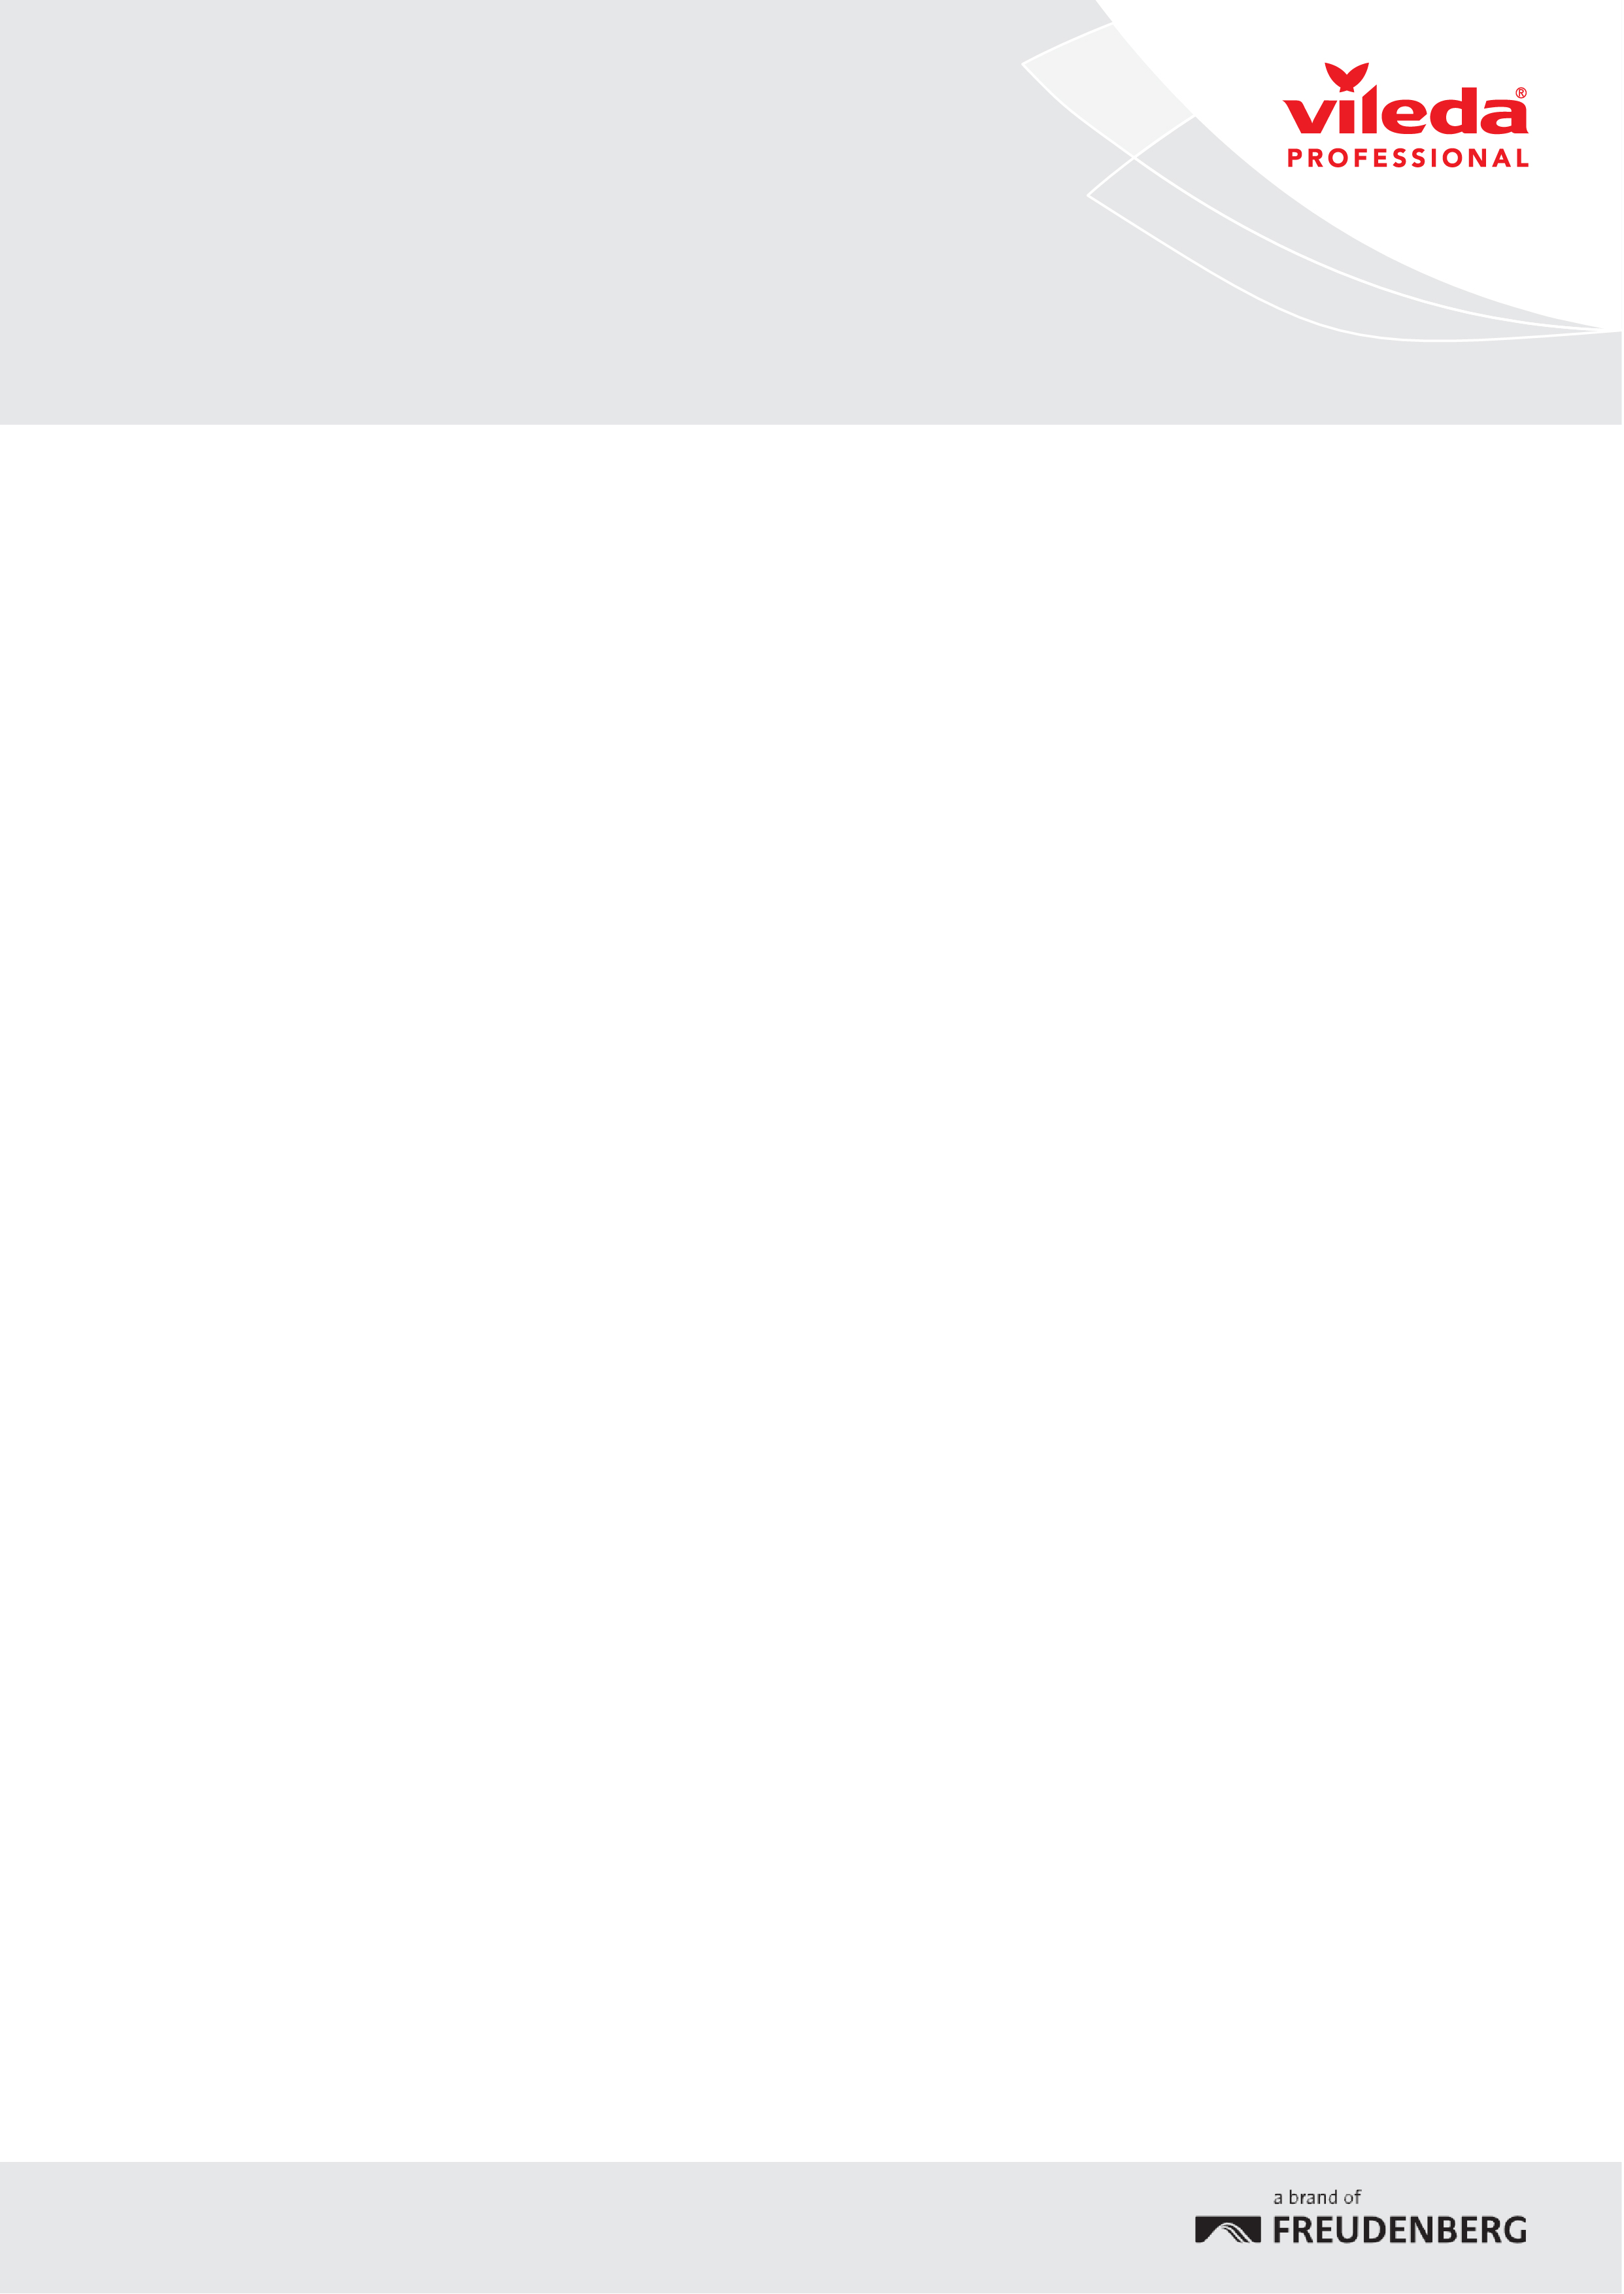 vileda®
PROFESSIONAL
a brand of
FREUDENBERG